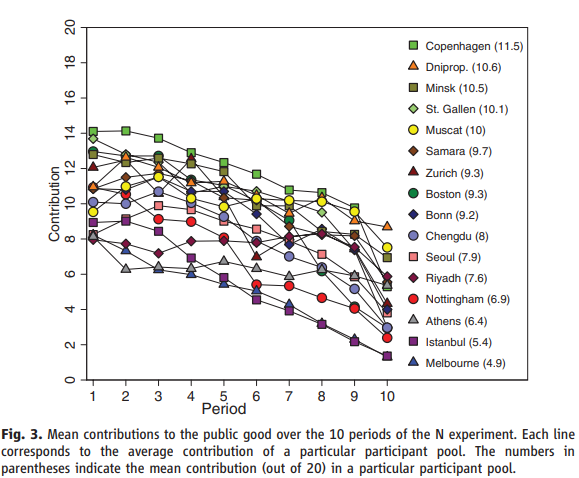 20
18
16
14
12
10
8
6
4
2
0
Contribution
1 2 3 4 5 6 7 8 9 10
Period
Copenhagen (11.5)
Dniprop. (10.6)
Minsk (10.5)
St. Gallen (10.1)
Muscat (10)
Samara (9.7)
Zurich (9.3)
Boston (9.3)
Bonn (9.2)
Chengdu (8)
Seoul (7.9)
Riyadh (7.6)
Nottingham (6.9)
Athens (6.4)
Istanbul (5.4)
Melbourne (4.9)
Fig. 3. Mean contributions to the public good over the 10 periods of the N experiment. Each line
corresponds to the average contribution of a particular participant pool. The numbers in
parentheses indicate the mean contribution (out of 20) in a particular participant pool.